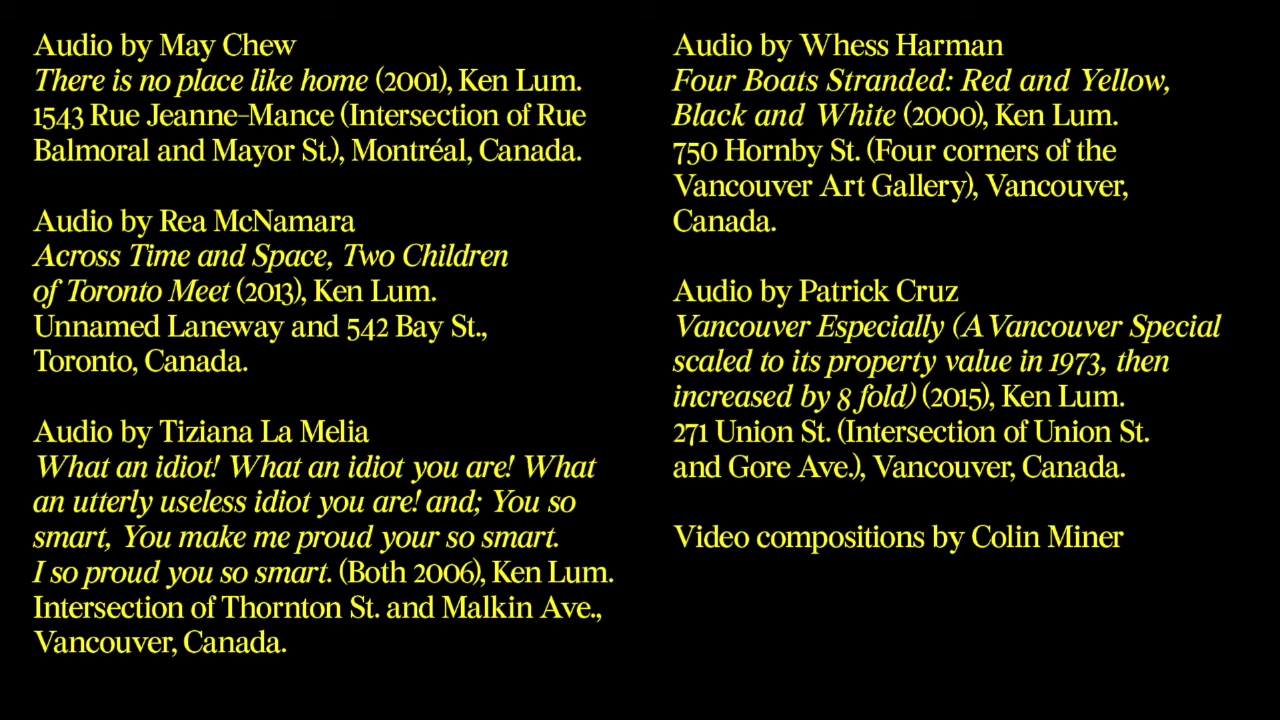 Audio by May Chew
There is no place like home (2001), Ken Lum.
1543 Rue Jeanne-Mance (Intersection of Rue
Balmoral and Mayor St.), Montréal, Canada.
Audio by Rea McNamara
Across Time and Space, Two Children
of Toronto Meet (2013), Ken Lum.
Unnamed Laneway and 542 Bay St.,
Toronto, Canada.
Audio by Tiziana La Melia
What an idiot! What an idiot you are! What
an utterly useless idiot you are! and; You so
smart, You make me proud your so smart.
I so proud you so smart. (Both 2006), Ken Lum.
Intersection of Thornton St. and Malkin Ave.,
Vancouver, Canada.
Audio by Whess Harman
Four Boats Stranded: Red and Yellow,
Black and White (2000), Ken Lum.
750 Hornby St. (Four corners of the
Vancouver Art Gallery), Vancouver,
Canada.
Audio by Patrick Cruz
Vancouver Especially (A Vancouver Special
scaled to its property value in 1973, then
increased by 8 fold) (2015), Ken Lum.
271 Union St. (Intersection of Union St.
and Gore Ave.), Vancouver, Canada.
Video compositions by Colin Miner